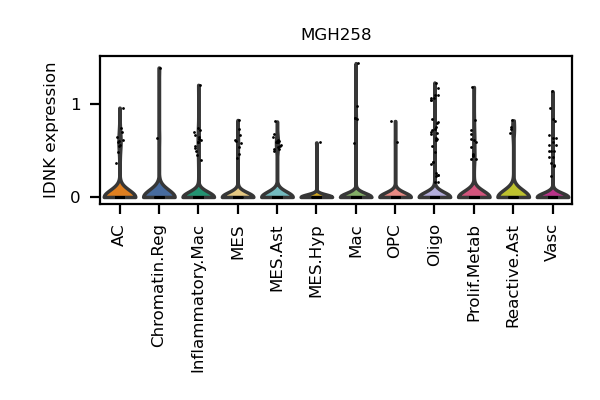 MGH258
IDNK expression
1
0
AC
Chromatin.Reg
Inflammatory.Mac
MES
MES.Ast
MES.Hyp
Mac
OPC
Oligo
Prolif.Metab
Reactive.Ast
Vasc